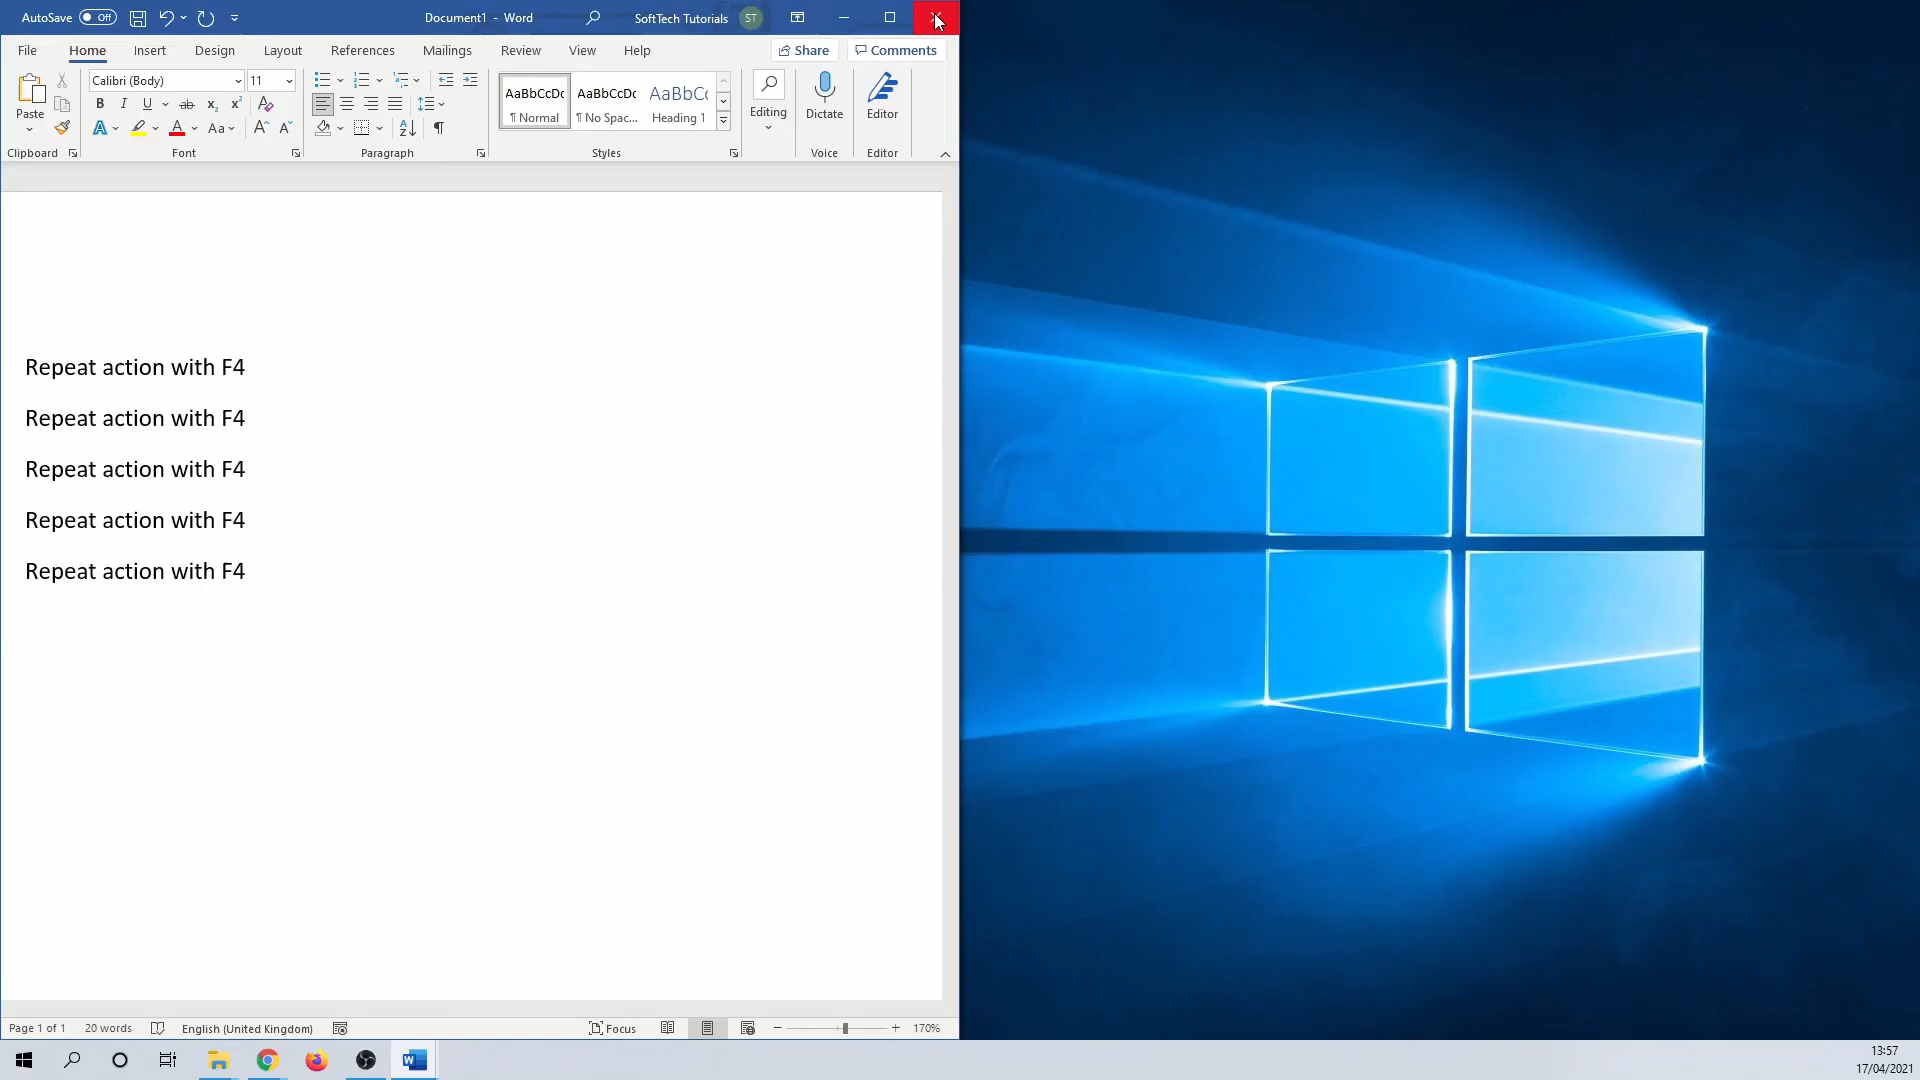 AutoSave Off Document1 - Word SoftTech Tutorials ST
File Home Insert Design Layout References Mailings Review View Help Share Comments
Calibri (Body) 11
AaBbCcDc AaBbCcDc AaBbCc
Paste ¶ Normal ¶ No Spac... Heading 1 Editing Dictate Editor
Clipboard Font Paragraph Styles Voice Editor
Repeat action with F4
Repeat action with F4
Repeat action with F4
Repeat action with F4
Repeat action with F4
Page 1 of 1 20 words English (United Kingdom) Focus 170%
13:57
17/04/2021